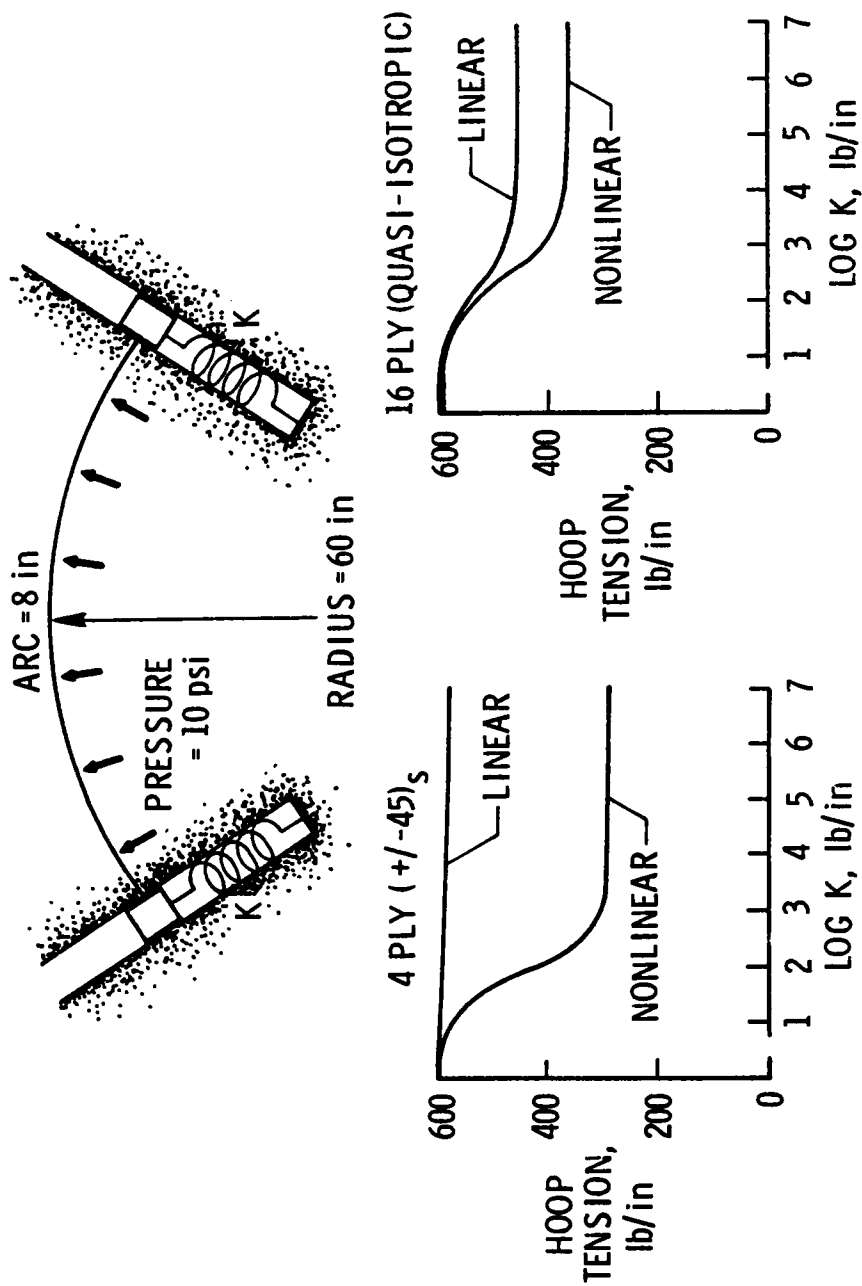 ARC = 8 in
PRESSURE
= 10 psi
K
K
RADIUS = 60 in
4 PLY (+/-45)S
600
400
200
0
HOOP
TENSION,
lb/in
LINEAR
NONLINEAR
1 2 3 4 5 6 7
LOG K, lb/in
16 PLY (QUASI-ISOTROPIC)
600
400
200
0
HOOP
TENSION,
lb/in
LINEAR
NONLINEAR
1 2 3 4 5 6 7
LOG K, lb/in